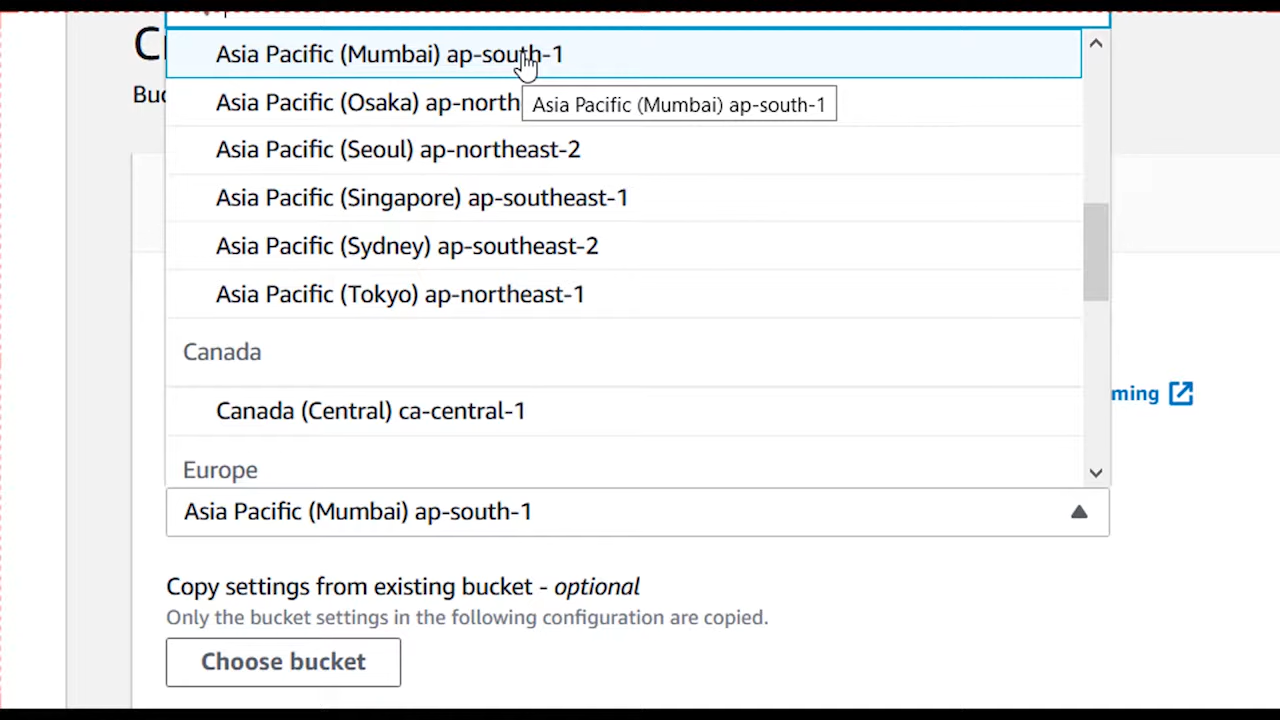 Asia Pacific (Mumbai) ap-south-1
Asia Pacific (Osaka) ap-north
Asia Pacific (Mumbai) ap-south-1
Asia Pacific (Seoul) ap-northeast-2
Asia Pacific (Singapore) ap-southeast-1
Asia Pacific (Sydney) ap-southeast-2
Asia Pacific (Tokyo) ap-northeast-1
Canada
ming
Canada (Central) ca-central-1
Europe
Asia Pacific (Mumbai) ap-south-1
Copy settings from existing bucket - optional
Only the bucket settings in the following configuration are copied.
Choose bucket